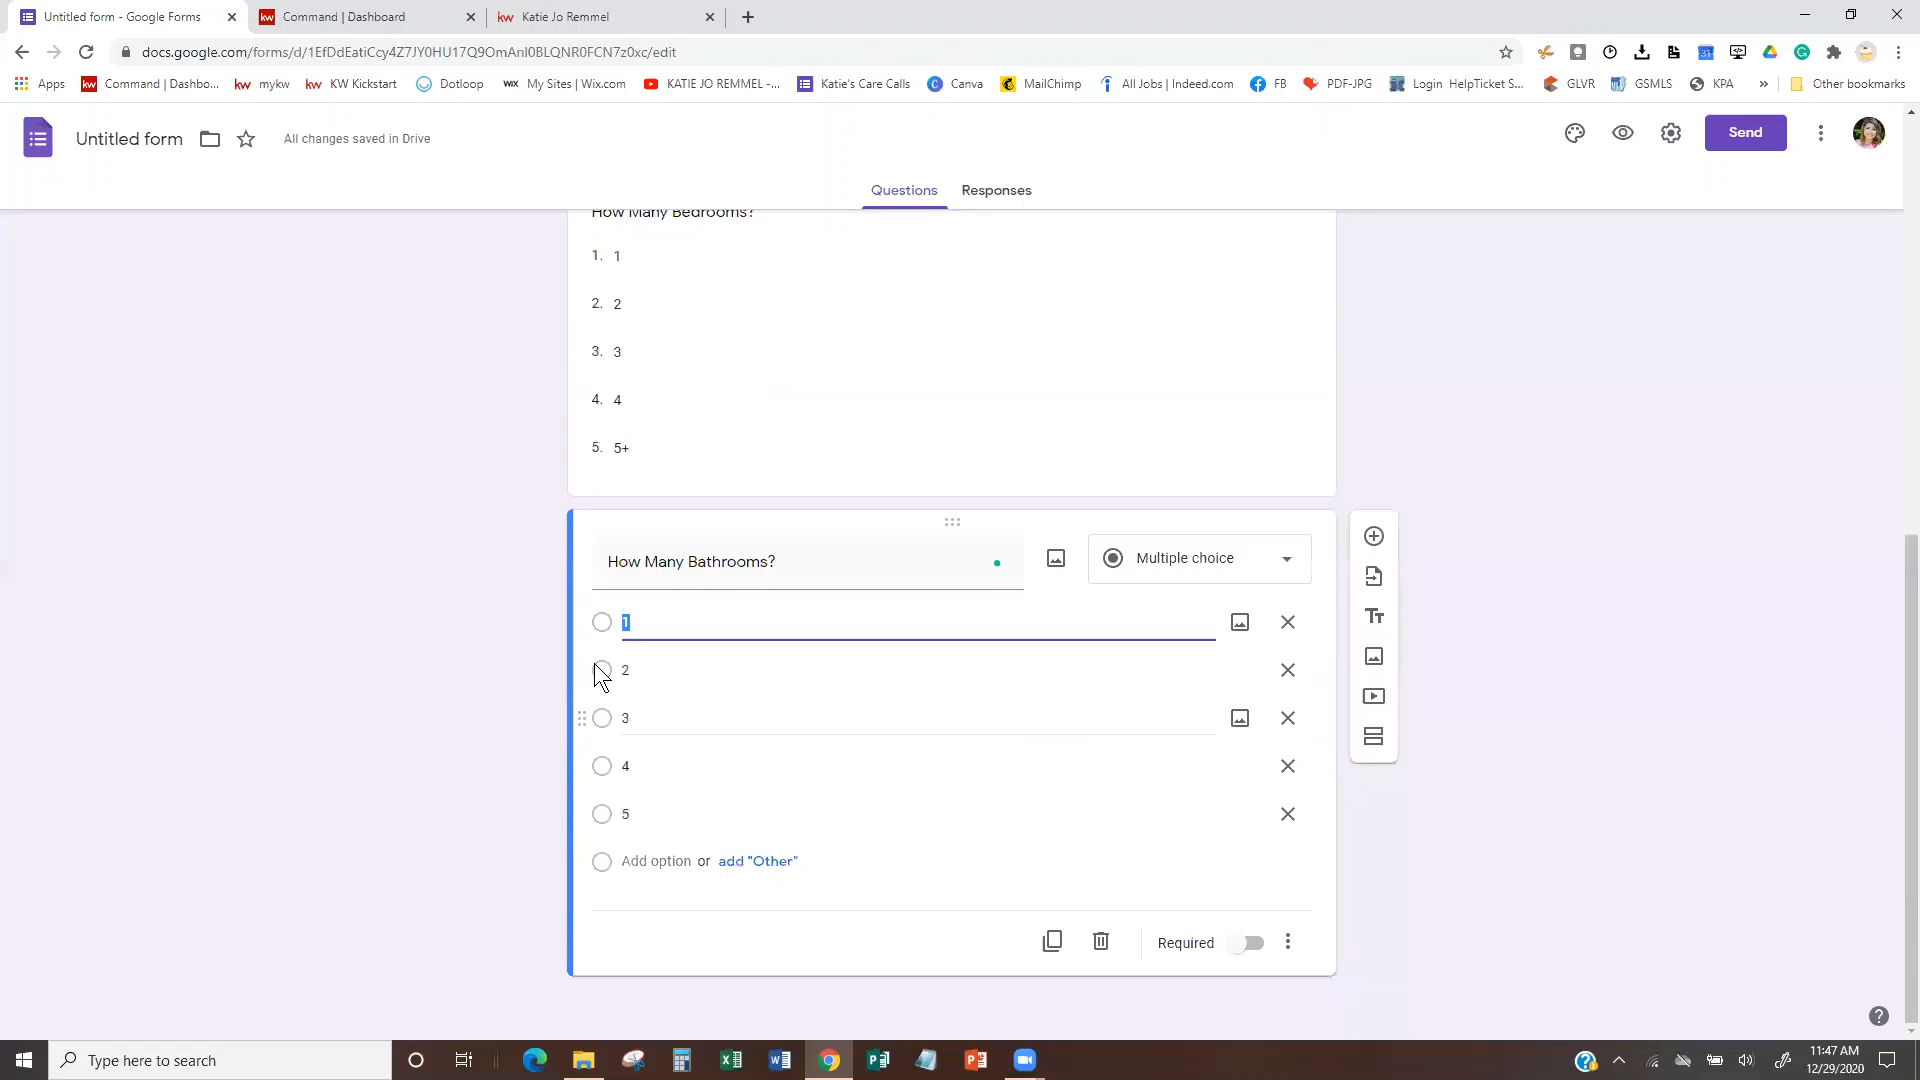 Untitled form - Google Forms
Command | Dashboard
kw Katie Jo Remmel
docs.google.com/forms/d/1EfDdEatiCcy4Z7JY0HU17Q9OmAnI0BLQNR0FCN7z0xc/edit
Apps
kw Command | Dashbo...
kw mykw
kw KW Kickstart
Dotloop
WIX My Sites | Wix.com
KATIE JO REMMEL -...
Katie's Care Calls
Canva
MailChimp
All Jobs | Indeed.com
FB
PDF-JPG
Login HelpTicket S...
GLVR
GSMLS
KPA
»
Other bookmarks
Untitled form
All changes saved in Drive
Send
Questions
Responses
How Many Bedrooms?
1. 1
2. 2
3. 3
4. 4
5. 5+
How Many Bathrooms?
Multiple choice
1
2
3
4
5
Add option or add "Other"
Required
Type here to search
11:47 AM
12/29/2020